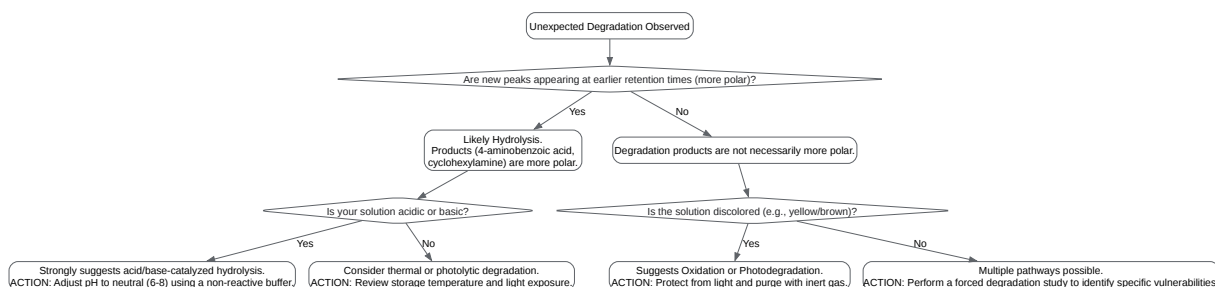 Unexpected Degradation Observed
Are new peaks appearing at earlier retention times (more polar)?
Yes
No
Likely Hydrolysis.
Products (4-aminobenzoic acid,
cyclohexylamine) are more polar.
Degradation products are not necessarily more polar.
Is your solution acidic or basic?
Is the solution discolored (e.g., yellow/brown)?
Yes
No
Yes
No
Strongly suggests acid/base-catalyzed hydrolysis.
ACTION: Adjust pH to neutral (6-8) using a non-reactive buffer.
Consider thermal or photolytic degradation.
ACTION: Review storage temperature and light exposure.
Suggests Oxidation or Photodegradation.
ACTION: Protect from light and purge with inert gas.
Multiple pathways possible.
ACTION: Perform a forced degradation study to identify specific vulnerabilities